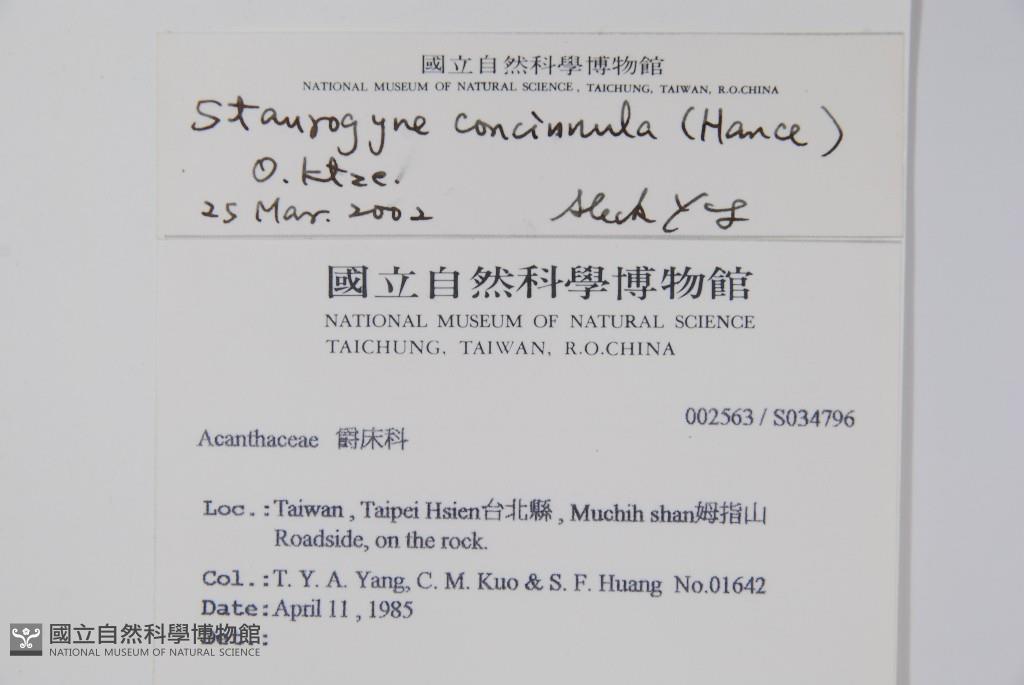 國立自然科學博物館
NATIONAL MUSEUM OF NATURAL SCIENCE, TAICHUNG, TAIWAN, R.O.CHINA
Staurogyne concinnula (Hance)
O. Ktze.
25 Mar. 2002
國立自然科學博物館
NATIONAL MUSEUM OF NATURAL SCIENCE
TAICHUNG, TAIWAN, R.O.CHINA
002563 / S034796
Acanthaceae 爵床科
Loc.: Taiwan , Taipei Hsien台北縣 , Muchih shan姆指山
Roadside, on the rock.
Col.: T. Y. A. Yang, C. M. Kuo & S. F. Huang No.01642
Date: April 11 , 1985
國立自然科學博物館
NATIONAL MUSEUM OF NATURAL SCIENCE